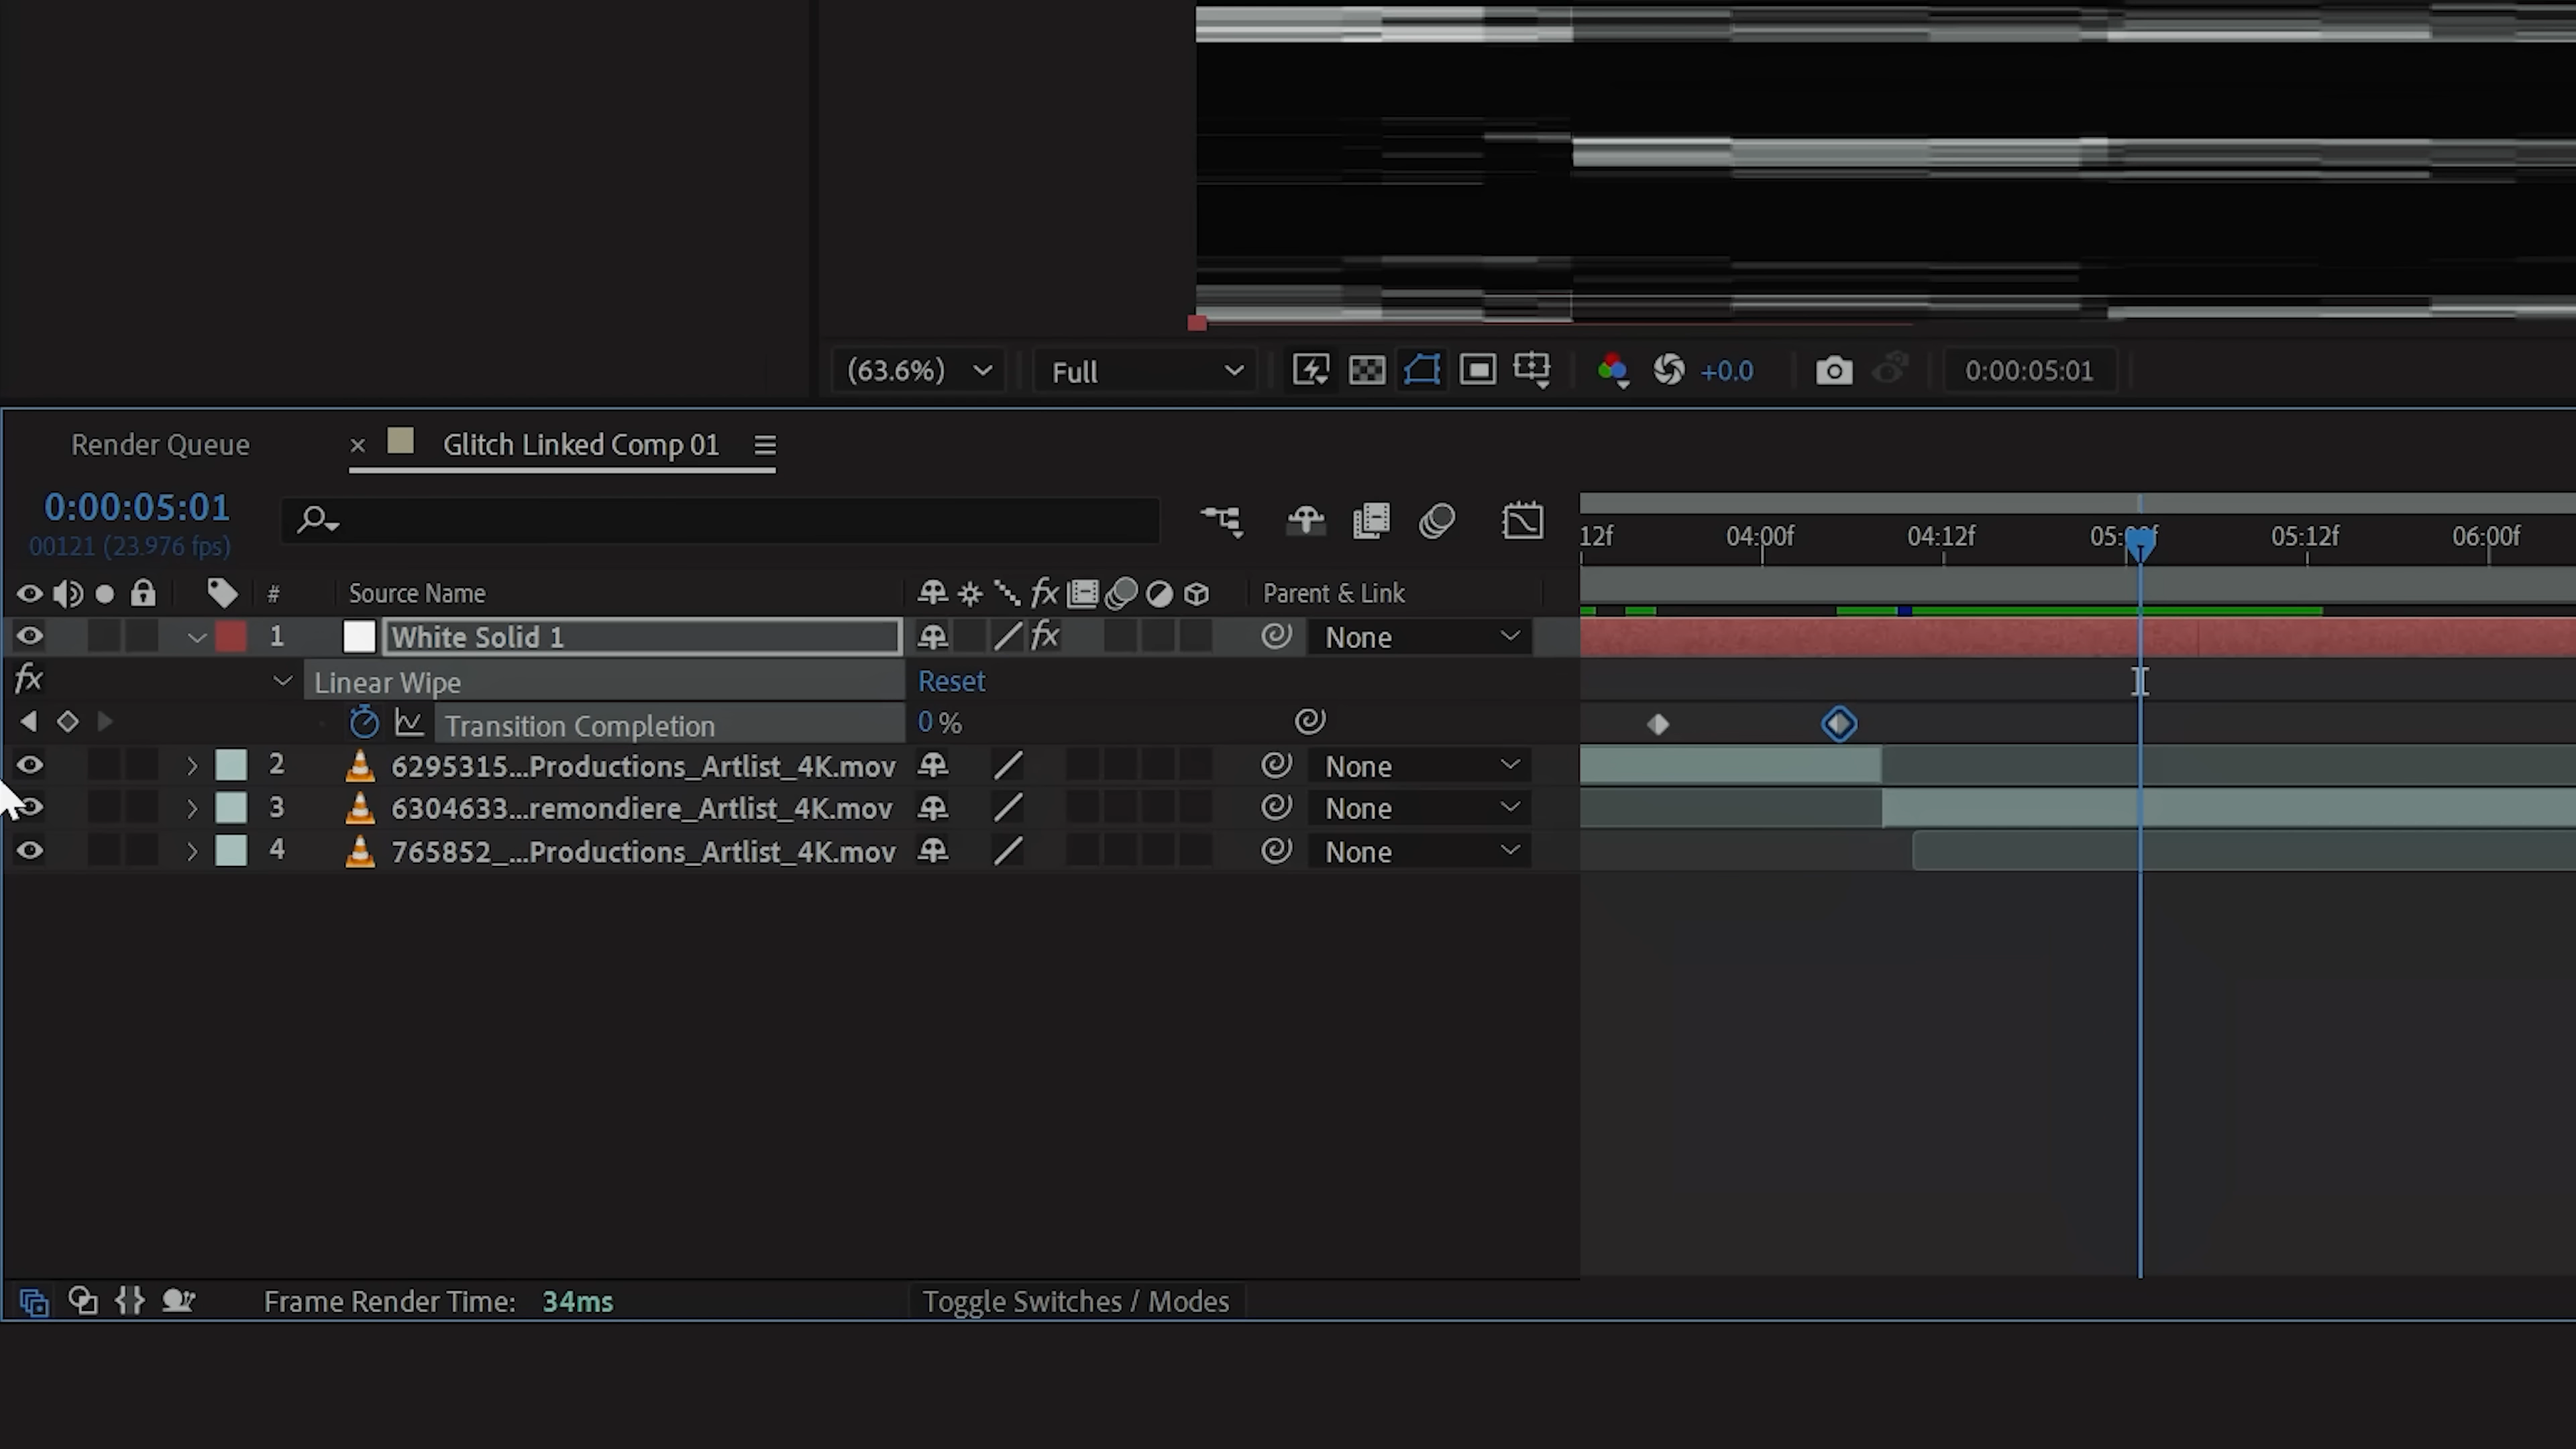 (63.6%) Full +0.0 0:00:05:01
Render Queue × Glitch Linked Comp 01
0:00:05:01
00121 (23.976 fps)
12f 04:00f 04:12f 05:00f 05:12f 06:00f
# Source Name fx Parent & Link
1 White Solid 1 fx None
fx Linear Wipe Reset
Transition Completion 0 %
2 6295315...Productions_Artlist_4K.mov None
3 6304633...remondiere_Artlist_4K.mov None
4 765852_...Productions_Artlist_4K.mov None
Frame Render Time: 34ms Toggle Switches / Modes